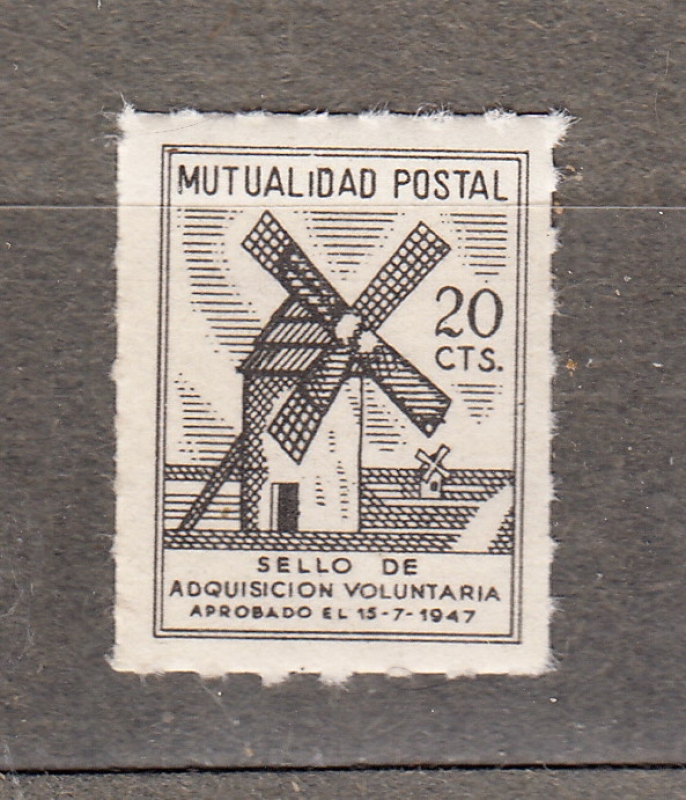 MUTUALiDAD POSTAL
20
CTS.
SELLO DE
ADQUISICION VOLUNTARIA
APROBADO EL 15-7-1947